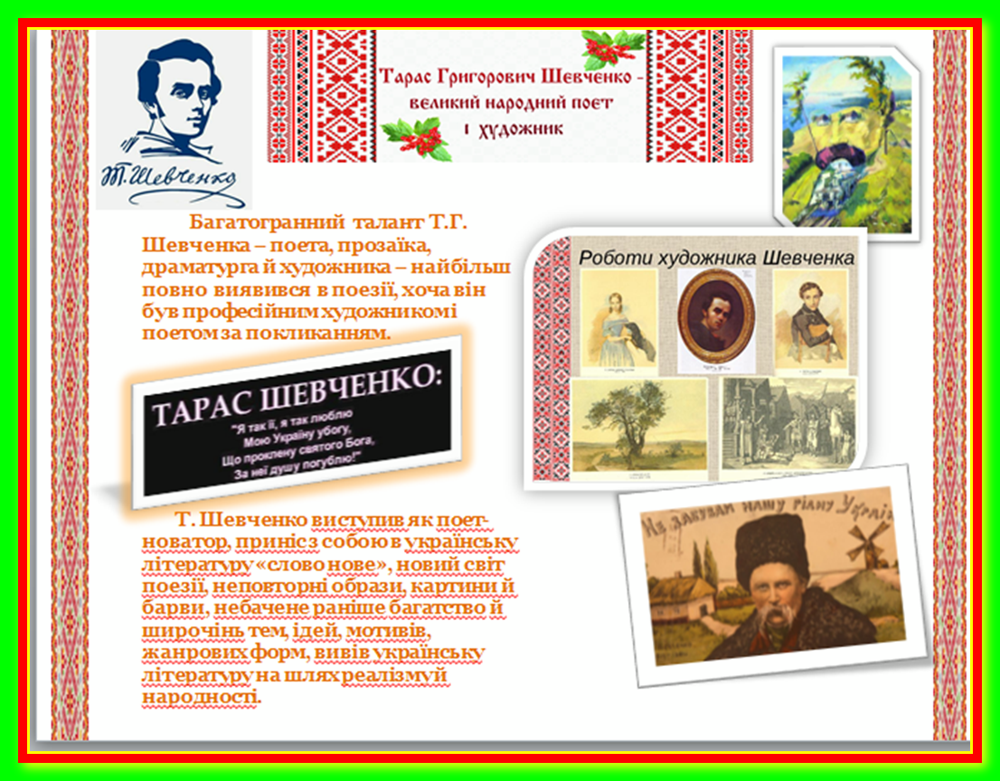 Т.Шевченко
Тарас Григорович Шевченко -
великий народний поет
і художник
Багатогранний талант Т.Г.
Шевченка – поета, прозаїка,
драматурга й художника – найбільш
повно виявився в поезії, хоча він
був професійним художником і
поетом за покликанням.
Роботи художника Шевченка
ТАРАС ШЕВЧЕНКО:
"Я так її, я так люблю
Мою Україну убогу,
Що проклену святого Бога,
За неї душу погублю!"
Не забувай нашу рідну Україн
Т. Шевченко виступив як поет-
новатор, приніс з собою в українську
літературу «слово нове», новий світ
поезії, неповторні образи, картини й
барви, небачене раніше багатство й
широчінь тем, ідей, мотивів,
жанрових форм, вивів українську
літературу на шлях реалізму й
народності.